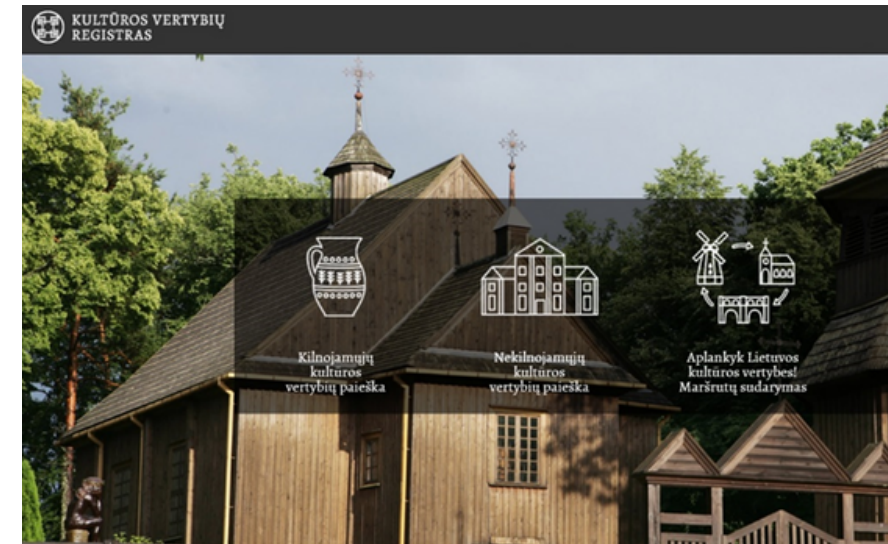 KULTŪROS VERTYBIŲ
REGISTRAS
Kilnojamųjų
kultūros
vertybių paieška
Nekilnojamųjų
kultūros
vertybių paieška
Aplankyk Lietuvos
kultūros vertybes!
Maršrutų sudarymas